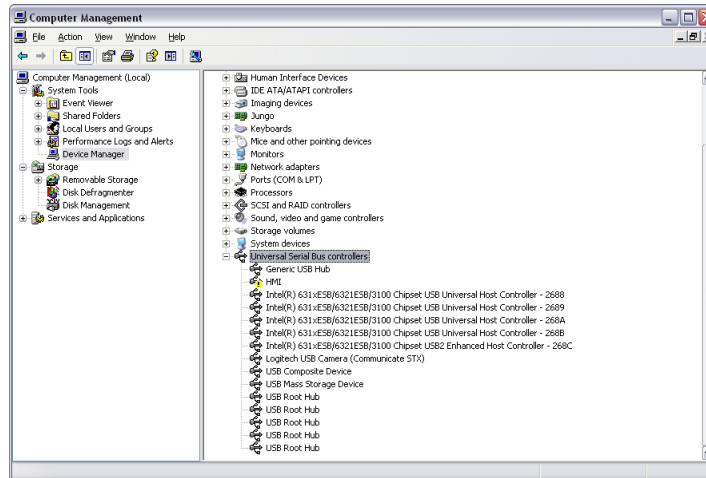 Computer Management
File Action View Window Help
Computer Management (Local)
System Tools
Event Viewer
Shared Folders
Local Users and Groups
Performance Logs and Alerts
Device Manager
Storage
Removable Storage
Disk Defragmenter
Disk Management
Services and Applications
Human Interface Devices
IDE ATA/ATAPI controllers
Imaging devices
Jungo
Keyboards
Mice and other pointing devices
Monitors
Network adapters
Ports (COM & LPT)
Processors
SCSI and RAID controllers
Sound, video and game controllers
Storage volumes
System devices
Universal Serial Bus controllers
Generic USB Hub
HMI
Intel(R) 631xESB/6321ESB/3100 Chipset USB Universal Host Controller - 2688
Intel(R) 631xESB/6321ESB/3100 Chipset USB Universal Host Controller - 2689
Intel(R) 631xESB/6321ESB/3100 Chipset USB Universal Host Controller - 268A
Intel(R) 631xESB/6321ESB/3100 Chipset USB Universal Host Controller - 268B
Intel(R) 631xESB/6321ESB/3100 Chipset USB2 Enhanced Host Controller - 268C
Logitech USB Camera (Communicate STX)
USB Composite Device
USB Mass Storage Device
USB Root Hub
USB Root Hub
USB Root Hub
USB Root Hub
USB Root Hub